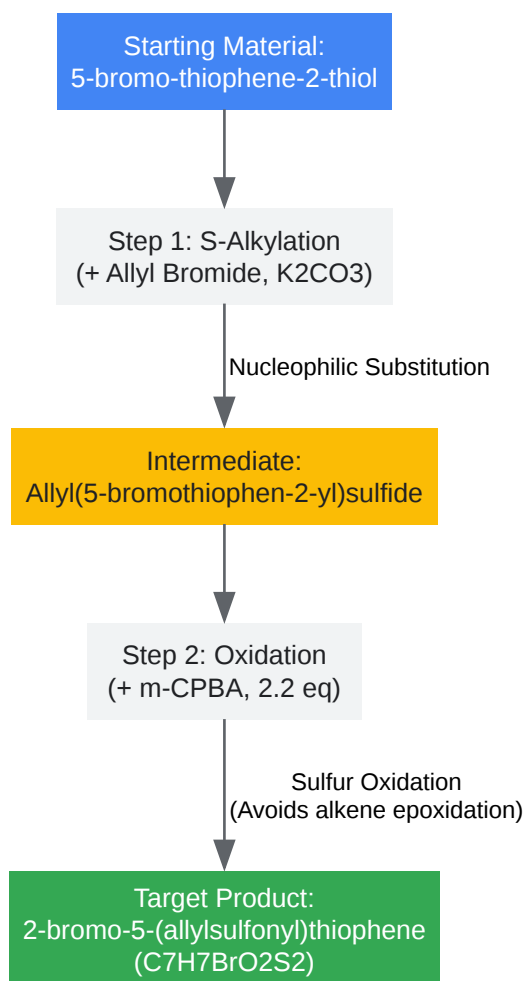 Starting Material:
5-bromo-thiophene-2-thiol
Step 1: S-Alkylation
(+ Allyl Bromide, K2CO3)
Nucleophilic Substitution
Intermediate:
Allyl(5-bromothiophen-2-yl)sulfide
Step 2: Oxidation
(+ m-CPBA, 2.2 eq)
Sulfur Oxidation
(Avoids alkene epoxidation)
Target Product:
2-bromo-5-(allylsulfonyl)thiophene
(C7H7BrO2S2)